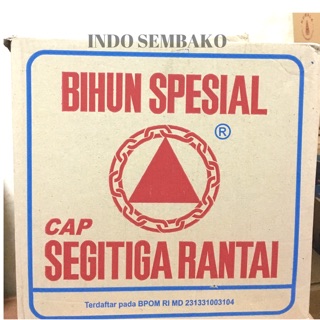 INDO SEMBAKO
BIHUN SPESIAL
®
CAP
SEGITIGA RANTAI
Terdaftar pada BPOM RI MD 231331003104